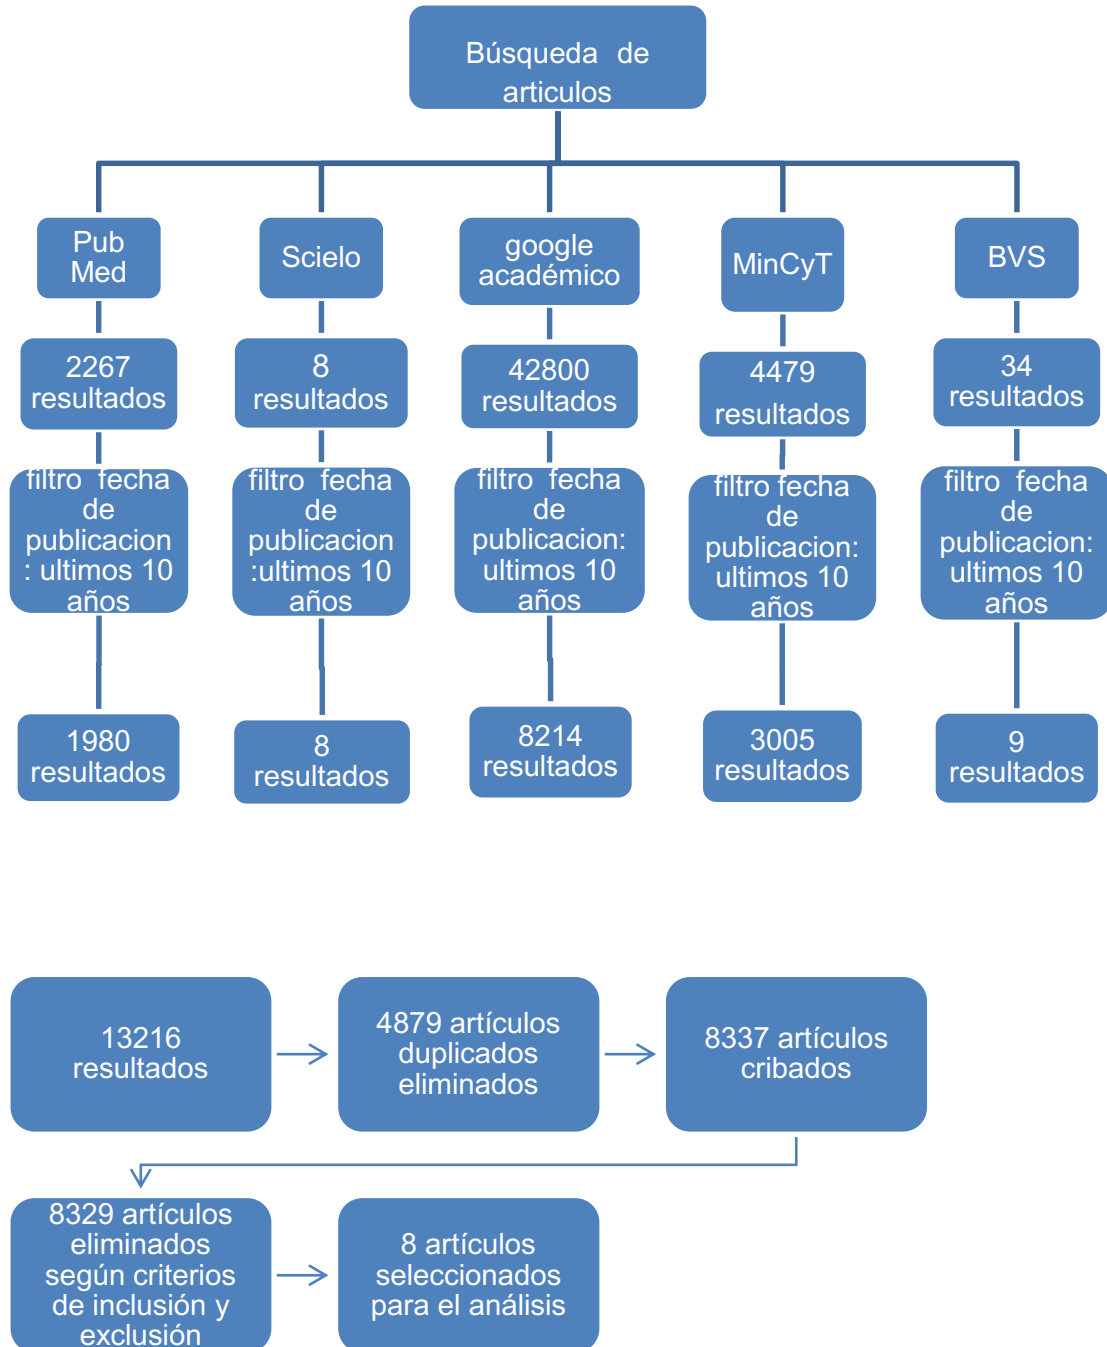 Búsqueda de
articulos
Pub
Med
Scielo
google
académico
MinCyT
BVS
2267
resultados
8
resultados
42800
resultados
4479
resultados
34
resultados
filtro fecha
de
publicacion
: ultimos 10
años
filtro fecha
de
publicacion
:ultimos 10
años
filtro fecha
de
publicacion:
ultimos 10
años
filtro fecha
de
publicacion:
ultimos 10
años
filtro fecha
de
publicacion:
ultimos 10
años
1980
resultados
8
resultados
8214
resultados
3005
resultados
9
resultados
13216
resultados
4879 artículos
duplicados
eliminados
8337 artículos
cribados
8329 artículos
eliminados
según criterios
de inclusión y
exclusión
8 artículos
seleccionados
para el análisis